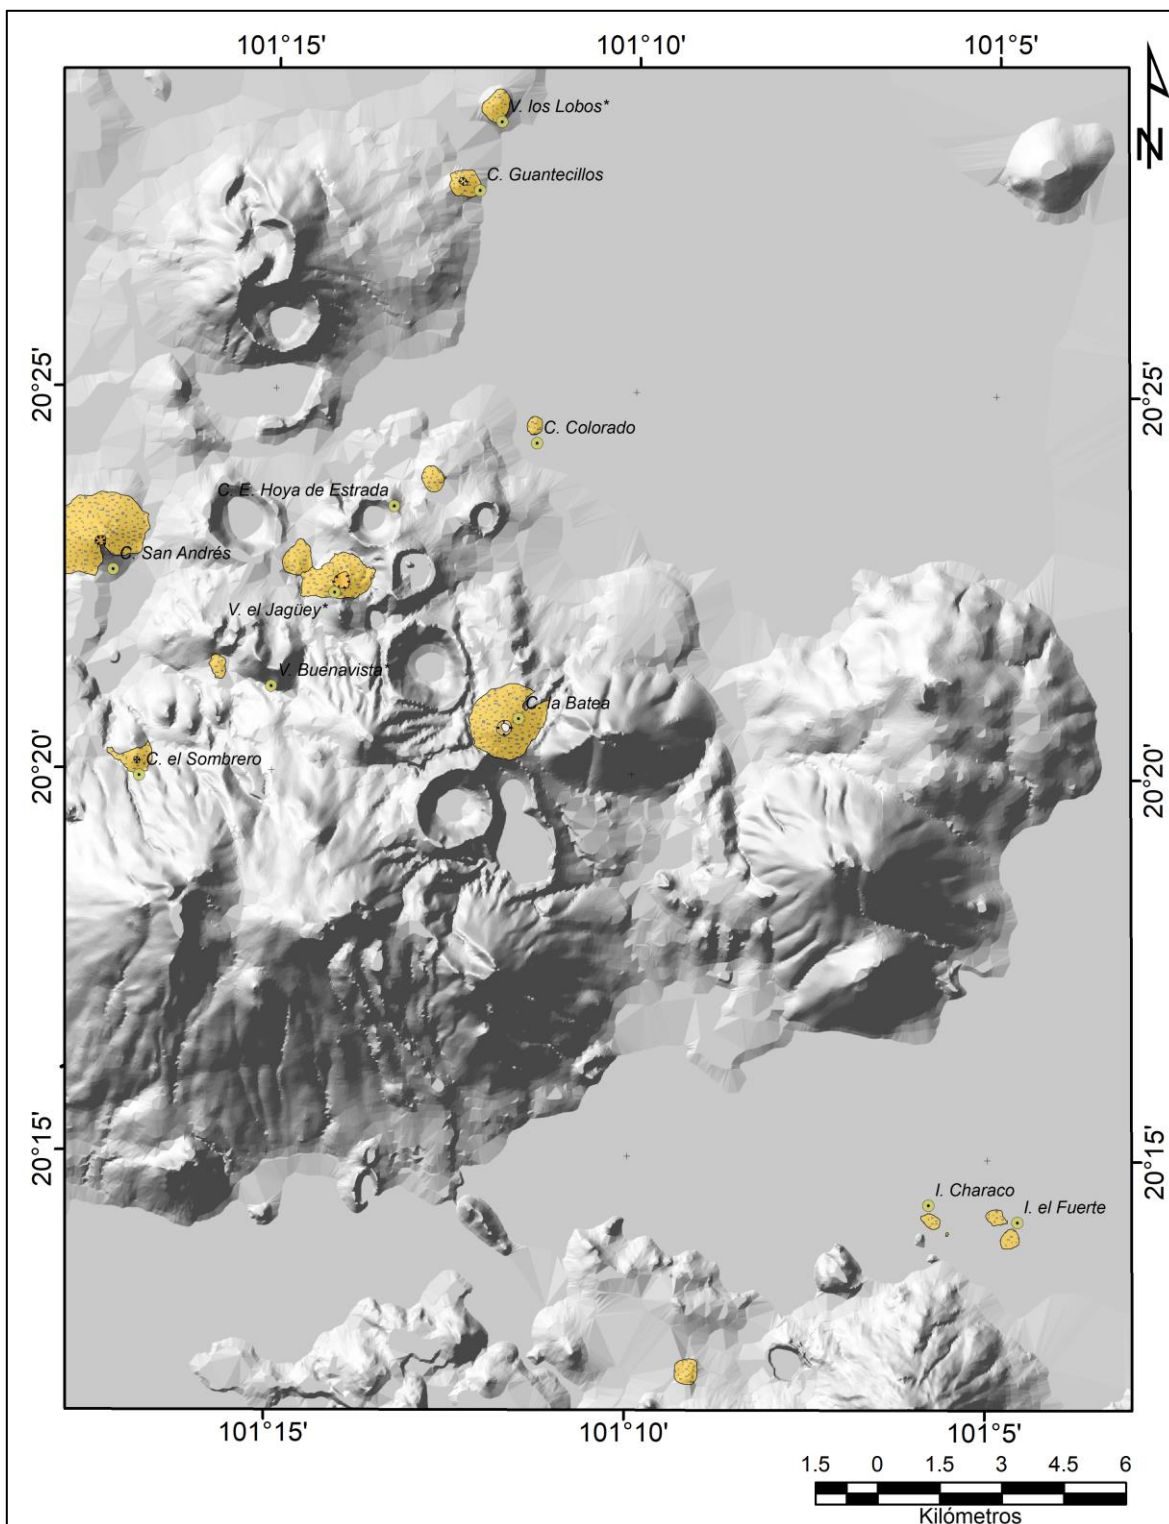 101°15' 101°10' 101°5'
N
V. los Lobos*
C. Guantecillos
20°25' 20°25'
C. Colorado
C. E. Hoya de Estrada
C. San Andrés
V. el Jagüey*
V. Buenavista*
C. la Batea
C. el Sombrero
20°20' 20°20'
20°15' 20°15'
I. Characo
I. el Fuerte
101°15' 101°10' 101°5'
1.5 0 1.5 3 4.5 6
Kilómetros